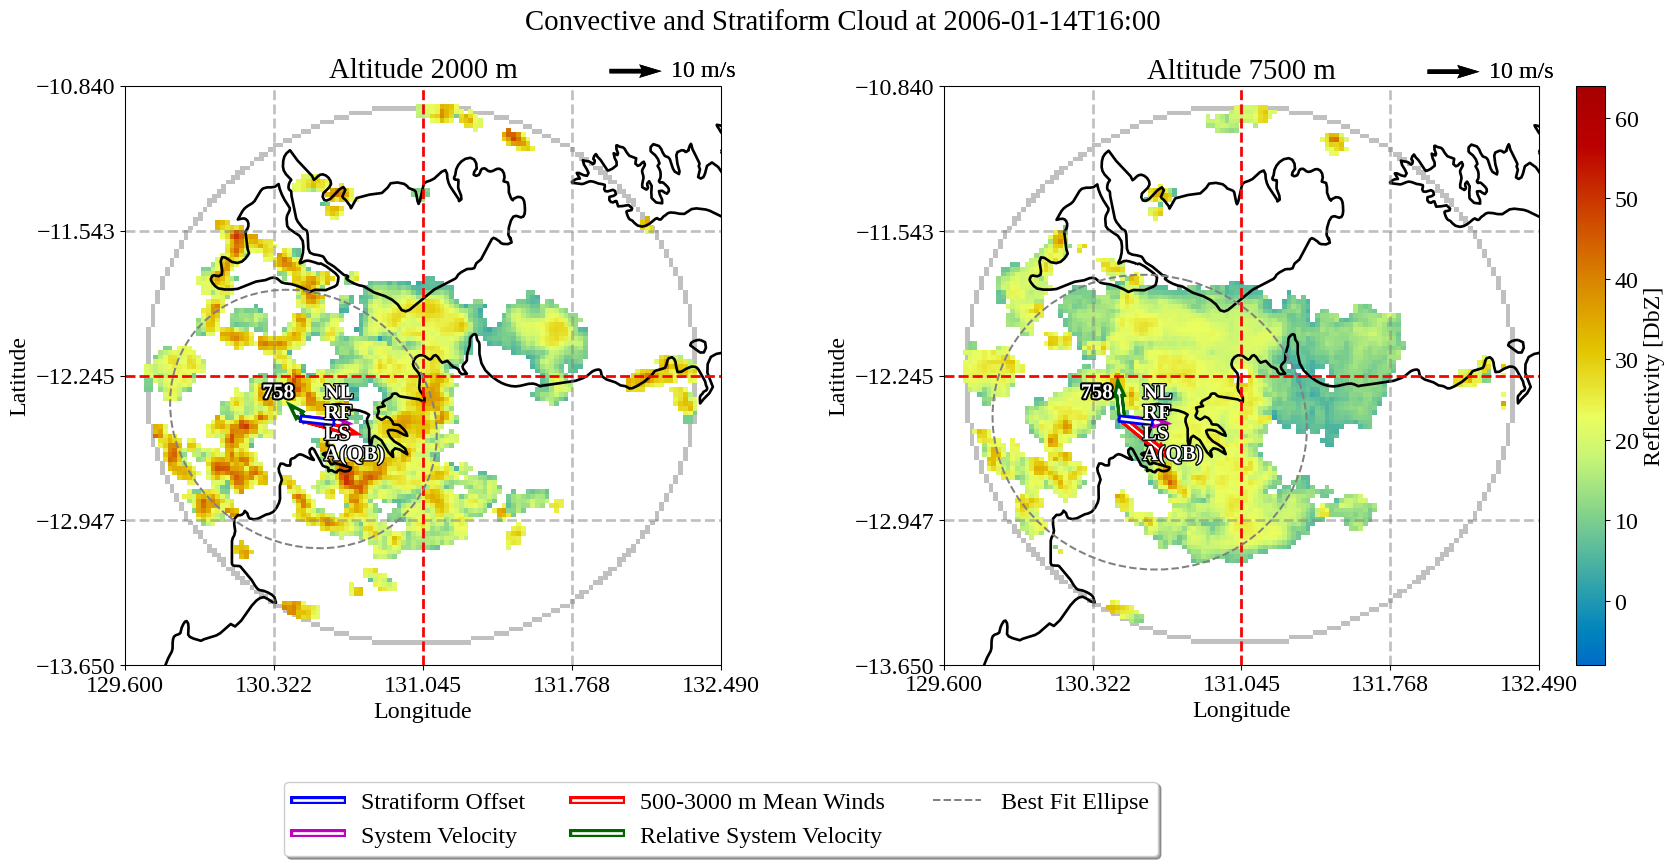 Convective and Stratiform Cloud at 2006-01-14T16:00
Altitude 2000 m
10 m/s
−10.840
−11.543
−12.245
−12.947
−13.650
129.600
130.322
131.045
131.768
132.490
Latitude
Longitude
758
NL
RF
LS
A(QB)
Altitude 7500 m
10 m/s
−10.840
−11.543
−12.245
−12.947
−13.650
129.600
130.322
131.045
131.768
132.490
Latitude
Longitude
758
NL
RF
LS
A(QB)
60
50
40
30
20
10
0
Reflectivity [DbZ]
Stratiform Offset
System Velocity
500-3000 m Mean Winds
Relative System Velocity
Best Fit Ellipse